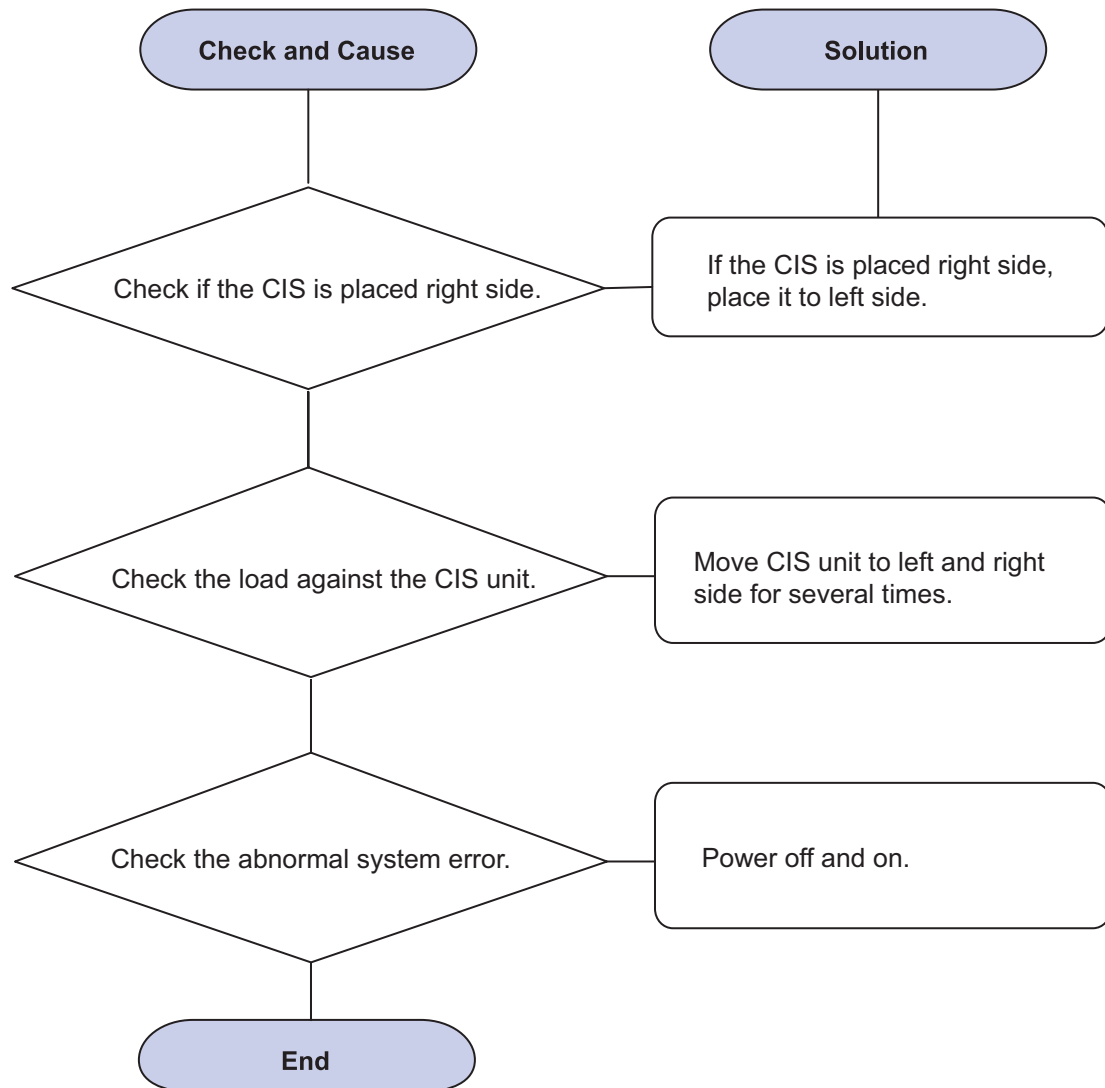 Check and Cause
Solution
Check if the CIS is placed right side.
If the CIS is placed right side,
place it to left side.
Check the load against the CIS unit.
Move CIS unit to left and right
side for several times.
Check the abnormal system error.
Power off and on.
End